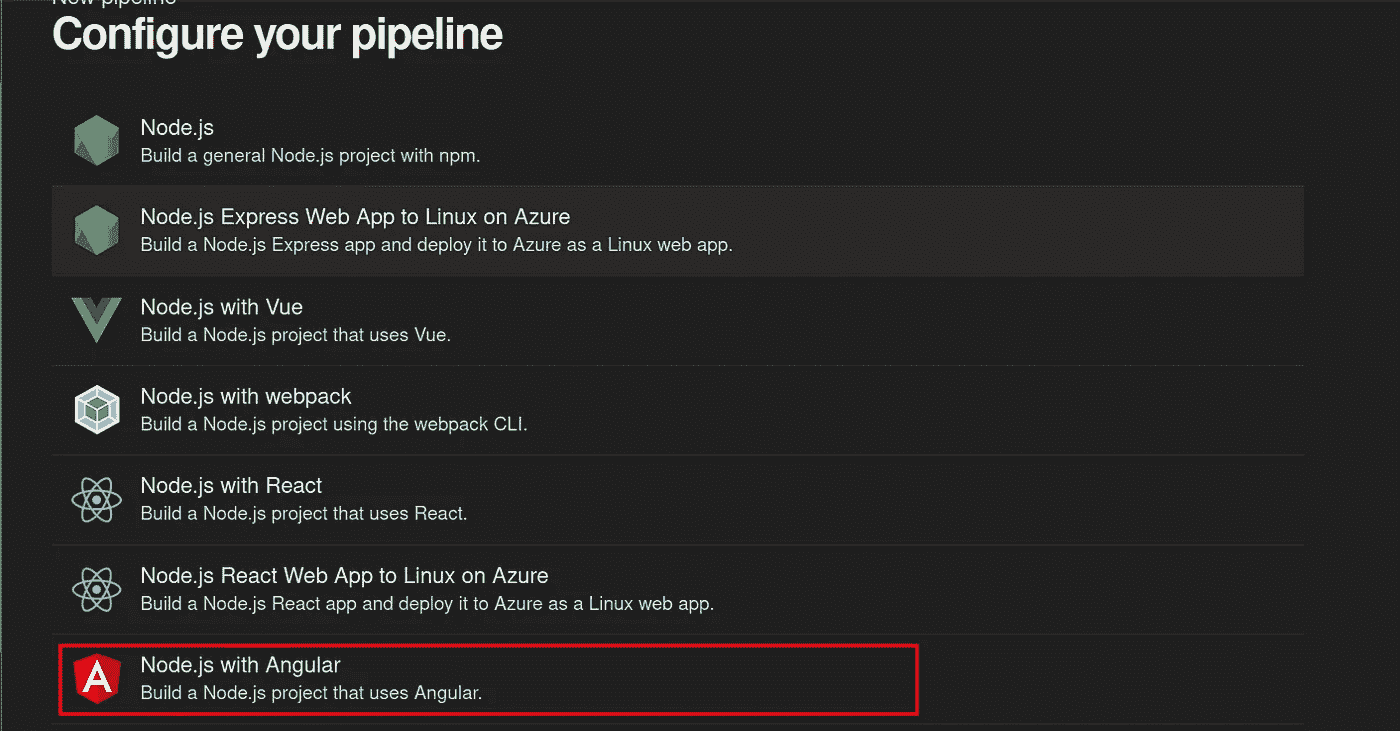 New pipeline
Configure your pipeline
Node.js
Build a general Node.js project with npm.
Node.js Express Web App to Linux on Azure
Build a Node.js Express app and deploy it to Azure as a Linux web app.
Node.js with Vue
Build a Node.js project that uses Vue.
Node.js with webpack
Build a Node.js project using the webpack CLI.
Node.js with React
Build a Node.js project that uses React.
Node.js React Web App to Linux on Azure
Build a Node.js React app and deploy it to Azure as a Linux web app.
Node.js with Angular
Build a Node.js project that uses Angular.